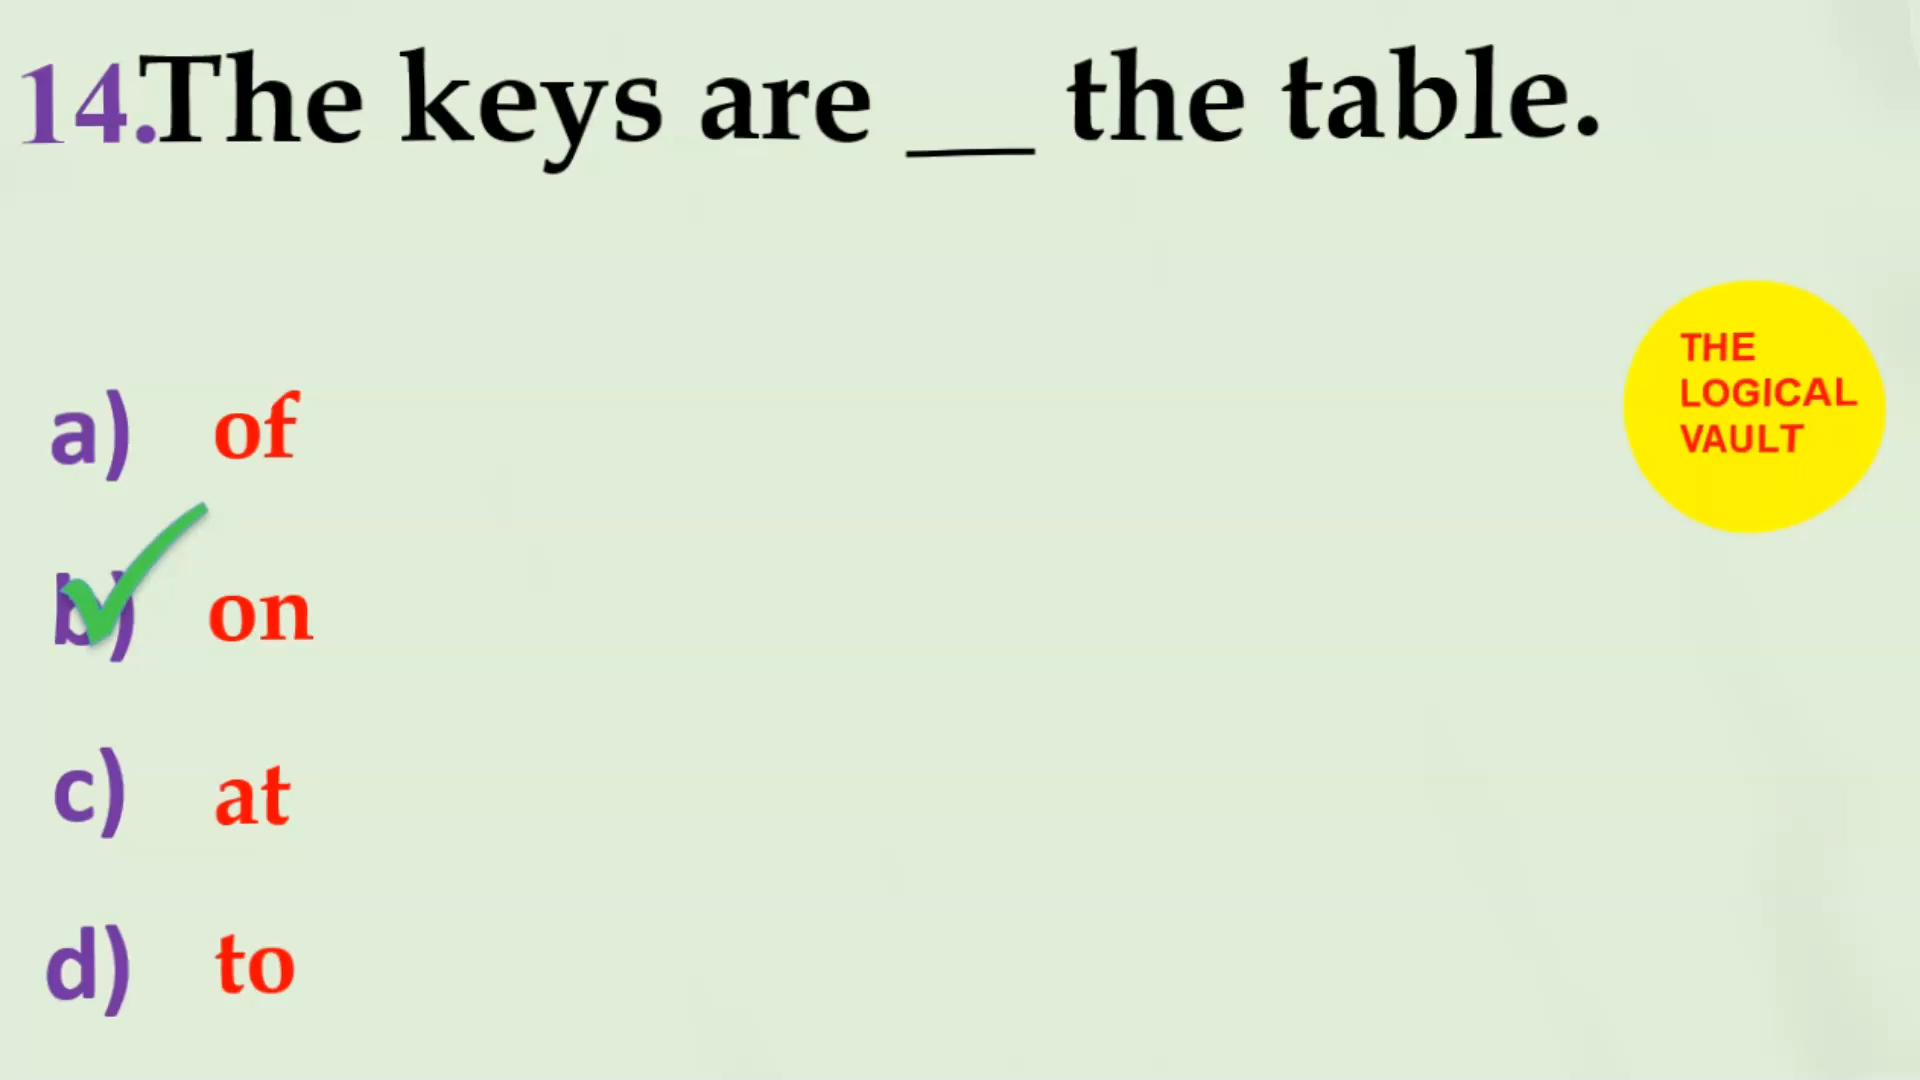 14.The keys are __ the table.
a) of
b) on
c) at
d) to
THE
LOGICAL
VAULT